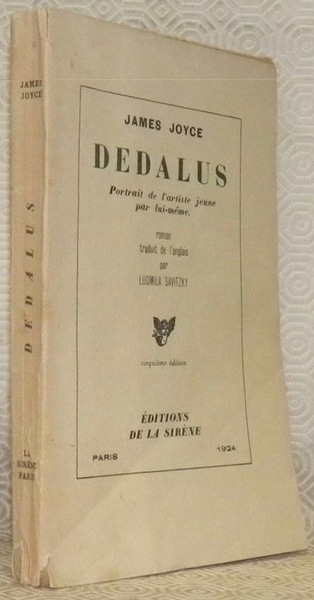 JAMES
JOYCE
DEDALUS
LA
SIRÈNE
PARIS
JAMES JOYCE
DEDALUS
Portrait de l'artiste jeune
par lui-même.
roman
traduit de l'anglais
par
LUDMILA SAVITZKY
cinquième édition
ÉDITIONS
DE LA SIRÈNE
PARIS 1924